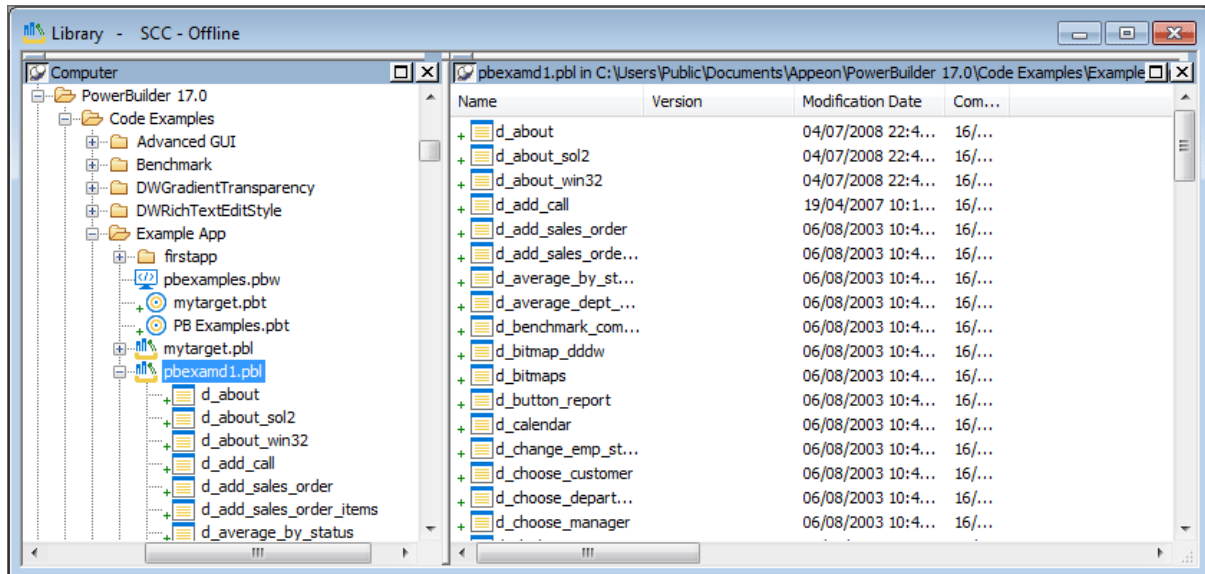 Library - SCC - Offline
Computer
PowerBuilder 17.0
Code Examples
Advanced GUI
Benchmark
DWGradientTransparency
DWRichTextEditStyle
Example App
firstapp
pbexamples.pbw
mytarget.pbt
PB Examples.pbt
mytarget.pbl
pbexamd1.pbl
d_about
d_about_sol2
d_about_win32
d_add_call
d_add_sales_order
d_add_sales_order_items
d_average_by_status
pbexamd1.pbl in C:\Users\Public\Documents\Appeon\PowerBuilder 17.0\Code Examples\Example
Name Version Modification Date Com...
d_about 04/07/2008 22:4... 16/...
d_about_sol2 04/07/2008 22:4... 16/...
d_about_win32 04/07/2008 22:4... 16/...
d_add_call 19/04/2007 10:1... 16/...
d_add_sales_order 06/08/2003 10:4... 16/...
d_add_sales_orde... 06/08/2003 10:4... 16/...
d_average_by_st... 06/08/2003 10:4... 16/...
d_average_dept_... 06/08/2003 10:4... 16/...
d_benchmark_com... 06/08/2003 10:4... 16/...
d_bitmap_dddw 06/08/2003 10:4... 16/...
d_bitmaps 06/08/2003 10:4... 16/...
d_button_report 06/08/2003 10:4... 16/...
d_calendar 06/08/2003 10:4... 16/...
d_change_emp_st... 06/08/2003 10:4... 16/...
d_choose_customer 06/08/2003 10:4... 16/...
d_choose_depart... 06/08/2003 10:4... 16/...
d_choose_manager 06/08/2003 10:4... 16/...